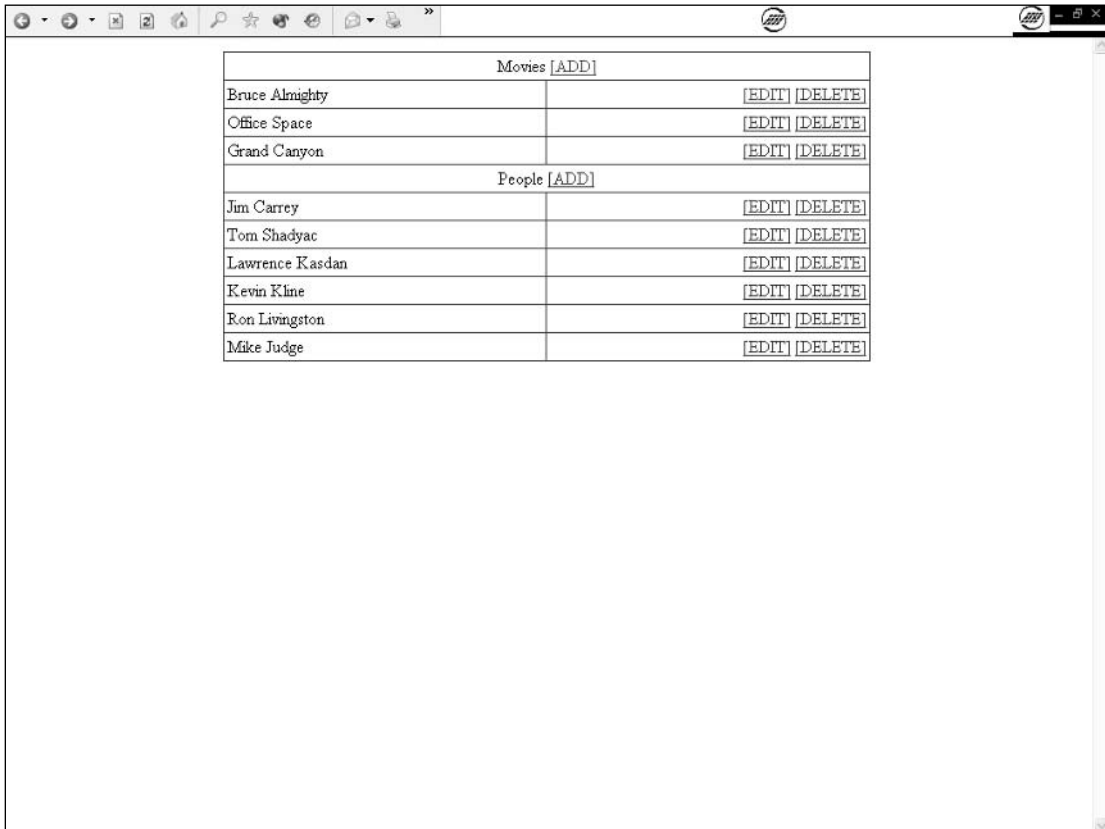 »
Movies [ADD]
Bruce Almighty [EDIT] [DELETE]
Office Space [EDIT] [DELETE]
Grand Canyon [EDIT] [DELETE]
People [ADD]
Jim Carrey [EDIT] [DELETE]
Tom Shadyac [EDIT] [DELETE]
Lawrence Kasdan [EDIT] [DELETE]
Kevin Kline [EDIT] [DELETE]
Ron Livingston [EDIT] [DELETE]
Mike Judge [EDIT] [DELETE]